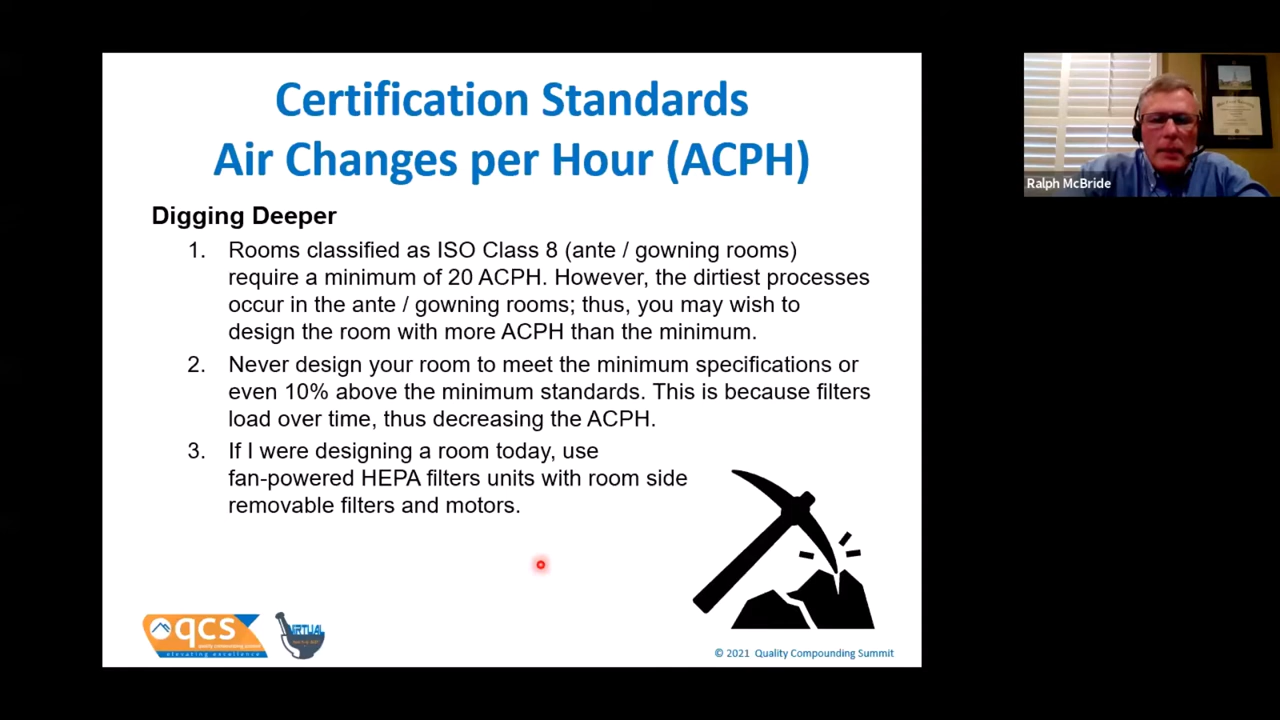 Certification Standards
Air Changes per Hour (ACPH)
Digging Deeper
1. Rooms classified as ISO Class 8 (ante / gowning rooms)
require a minimum of 20 ACPH. However, the dirtiest processes
occur in the ante / gowning rooms; thus, you may wish to
design the room with more ACPH than the minimum.
2. Never design your room to meet the minimum specifications or
even 10% above the minimum standards. This is because filters
load over time, thus decreasing the ACPH.
3. If I were designing a room today, use
fan-powered HEPA filters units with room side
removable filters and motors.
qcs
quality compounding summit
elevating excellence
VIRTUAL
© 2021 Quality Compounding Summit
Ralph McBride